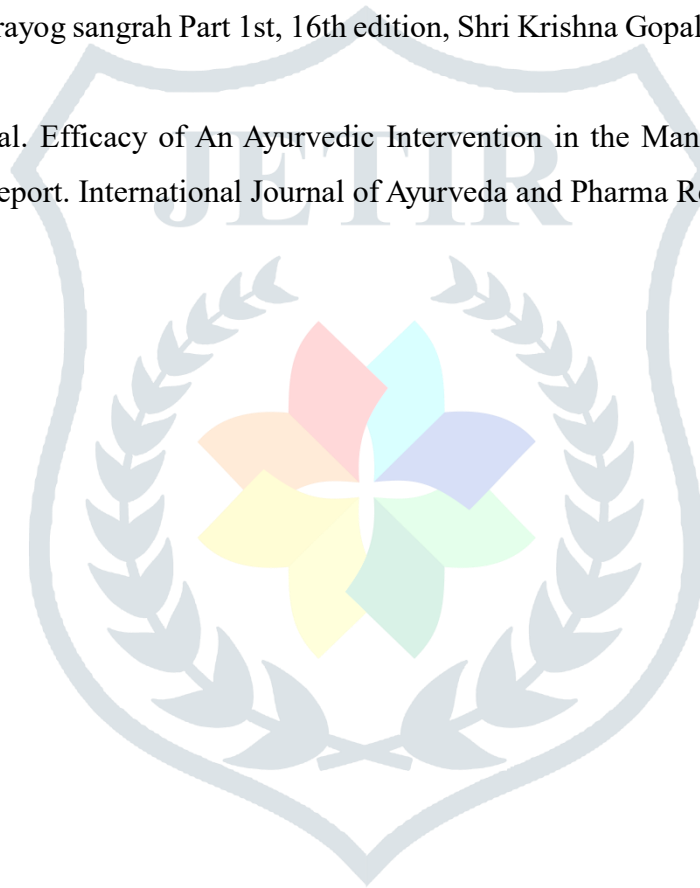 rayog sangrah Part 1st, 16th edition, Shri Krishna Gopal
al. Efficacy of An Ayurvedic Intervention in the Man
eport. International Journal of Ayurveda and Pharma R
JETIR